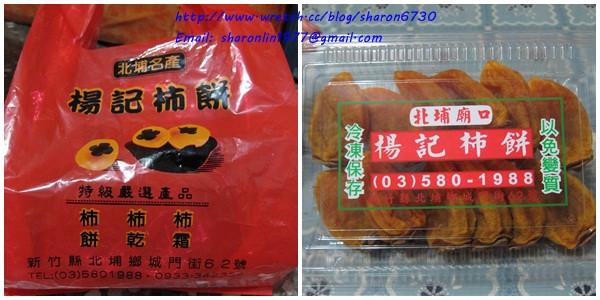 http://www.wretch.cc/blog/sharon6730
Email: sharonlin1977@gmail.com
北埔名產
楊記柿餅
特級嚴選產品
柿餅
柿乾
柿霜
新竹縣北埔鄉城門街62號
TEL:(03)5801988
北埔廟口
楊記柿餅
(03)580-1988
冷凍保存
以免變質